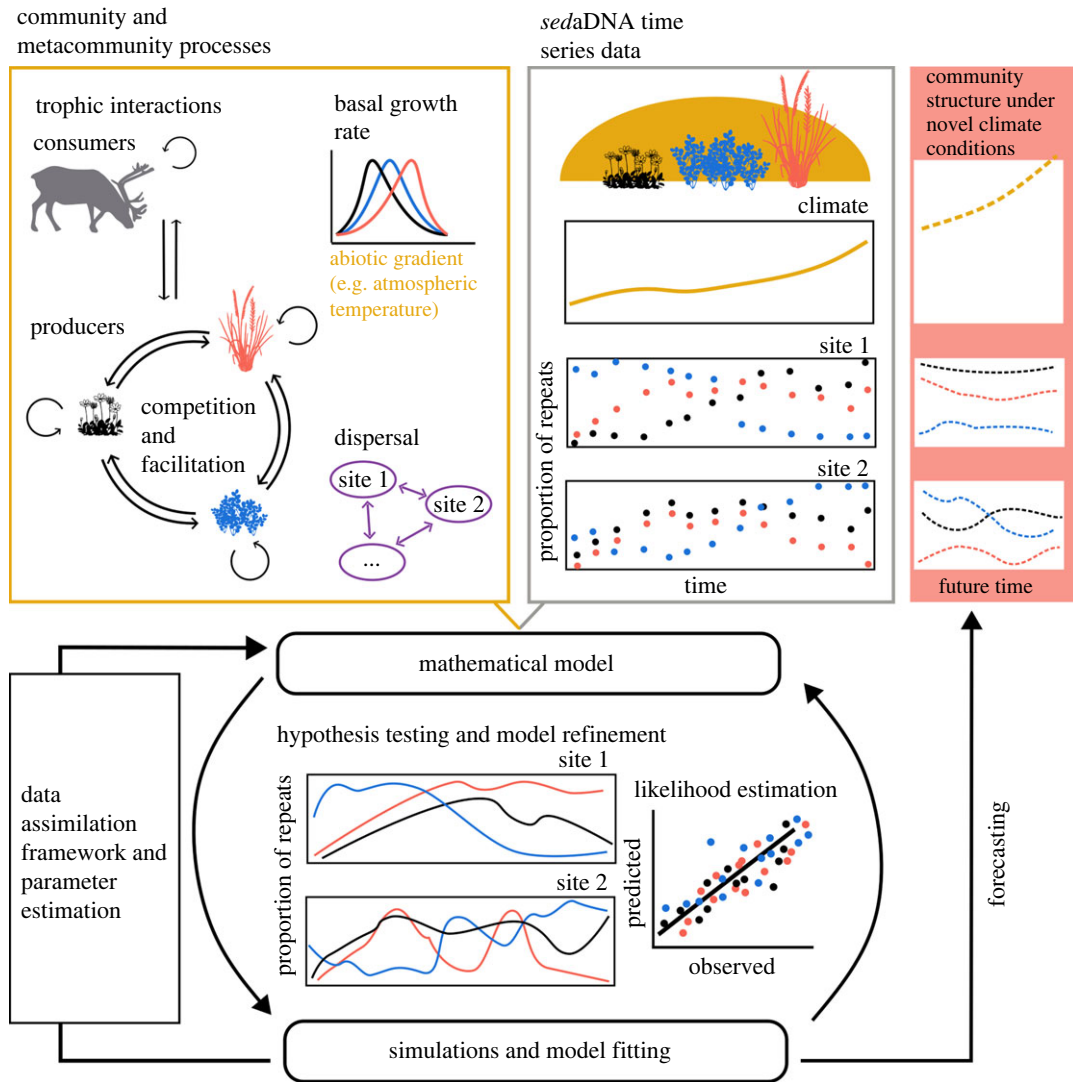 community and
metacommunity processes
trophic interactions
consumers
basal growth
rate
abiotic gradient
(e.g. atmospheric
temperature)
producers
competition
and
facilitation
dispersal
site 1
site 2
...
sedaDNA time
series data
climate
site 1
site 2
proportion of repeats
time
community
structure under
novel climate
conditions
future time
mathematical model
hypothesis testing and model refinement
site 1
site 2
proportion of repeats
likelihood estimation
predicted
observed
data
assimilation
framework and
parameter
estimation
forecasting
simulations and model fitting